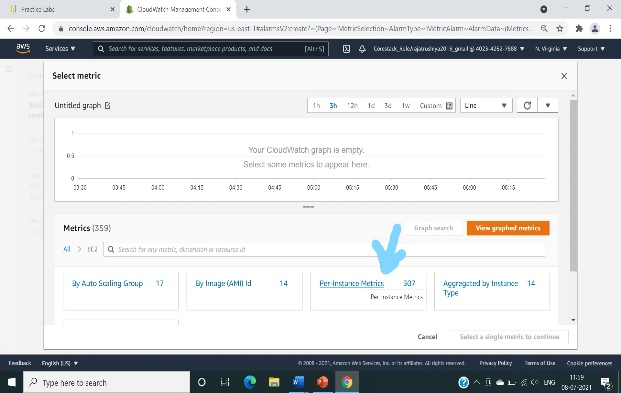 Practice Labs
CloudWatch Management Conso
console.aws.amazon.com/cloudwatch/home?region=us-east-1#alarmsV2:create?~(Page~'MetricSelection~AlarmType~'MetricAlarm~AlarmData~(Metrics...
aws Services Search for services, features, marketplace products, and docs [Alt+S] N. Virginia Support
Select metric
Untitled graph
1h 3h 12h 1d 3d 1w Custom Line
1
0.5
0
Your CloudWatch graph is empty.
Select some metrics to appear here.
03:30 03:45 04:00 04:15 04:30 04:45 05:00 05:15 05:30 05:45 06:00 06:15
Metrics (359) Graph search View graphed metrics
All EC2 Search for any metric, dimension or resource id
By Auto Scaling Group 17
By Image (AMI) Id 14
Per-Instance Metrics 307
Per-Instance Metrics
Aggregated by Instance Type 14
Cancel Select a single metric to continue
Feedback English (US) © 2008 - 2021, Amazon Web Services, Inc. or its affiliates. All rights reserved. Privacy Policy Terms of Use Cookie preferences
Type here to search
ENG
11:59
08-07-2021
2